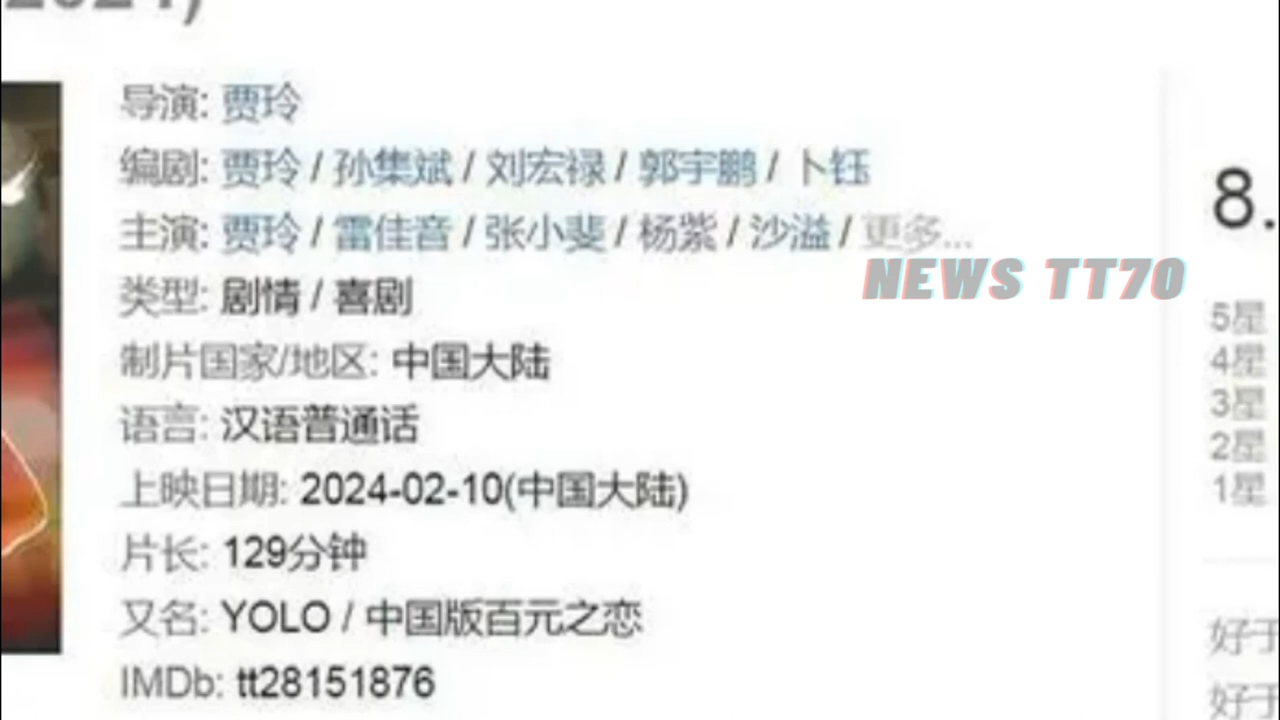 2024)
导演: 贾玲
编剧: 贾玲 / 孙集斌 / 刘宏禄 / 郭宇鹏 / 卜钰
主演: 贾玲 / 雷佳音 / 张小斐 / 杨紫 / 沙溢 / 更多...
NEWS TT70
类型: 剧情 / 喜剧
制片国家/地区: 中国大陆
语言: 汉语普通话
上映日期: 2024-02-10(中国大陆)
片长: 129分钟
又名: YOLO / 中国版百元之恋
IMDb: tt28151876
8.
5星
4星
3星
2星
1星
好于
好于